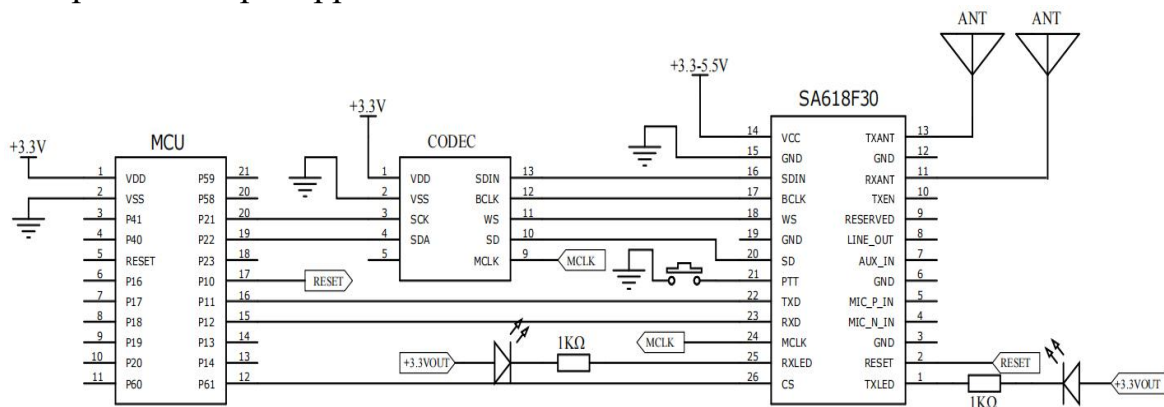 ANT ANT
+3.3-5.5V
SA618F30
+3.3V
MCU
CODEC
+3.3V
1 VDD P59 21
2 VSS P58 20
3 P41 P21 20
4 P40 P22 19
5 RESET P23 18
6 P16 P10 17
7 P17 P11 16
8 P18 P12 15
9 P19 P13 14
10 P20 P14 13
11 P60 P61 12
RESET
1 VDD SDIN 13
2 VSS BCLK 12
3 SCK WS 11
4 SDA SD 10
5 MCLK 9
MCLK
14 VCC TXANT 13
15 GND GND 12
16 SDIN RXANT 11
17 BCLK TXEN 10
18 WS RESERVED 9
19 GND LINE_OUT 8
20 SD AUX_IN 7
21 PTT GND 6
22 TXD MIC_P_IN 5
23 RXD MIC_N_IN 4
24 MCLK GND 3
25 RXLED RESET 2
26 CS TXLED 1
MCLK
+3.3VOUT
1KΩ
RESET
1KΩ
+3.3VOUT